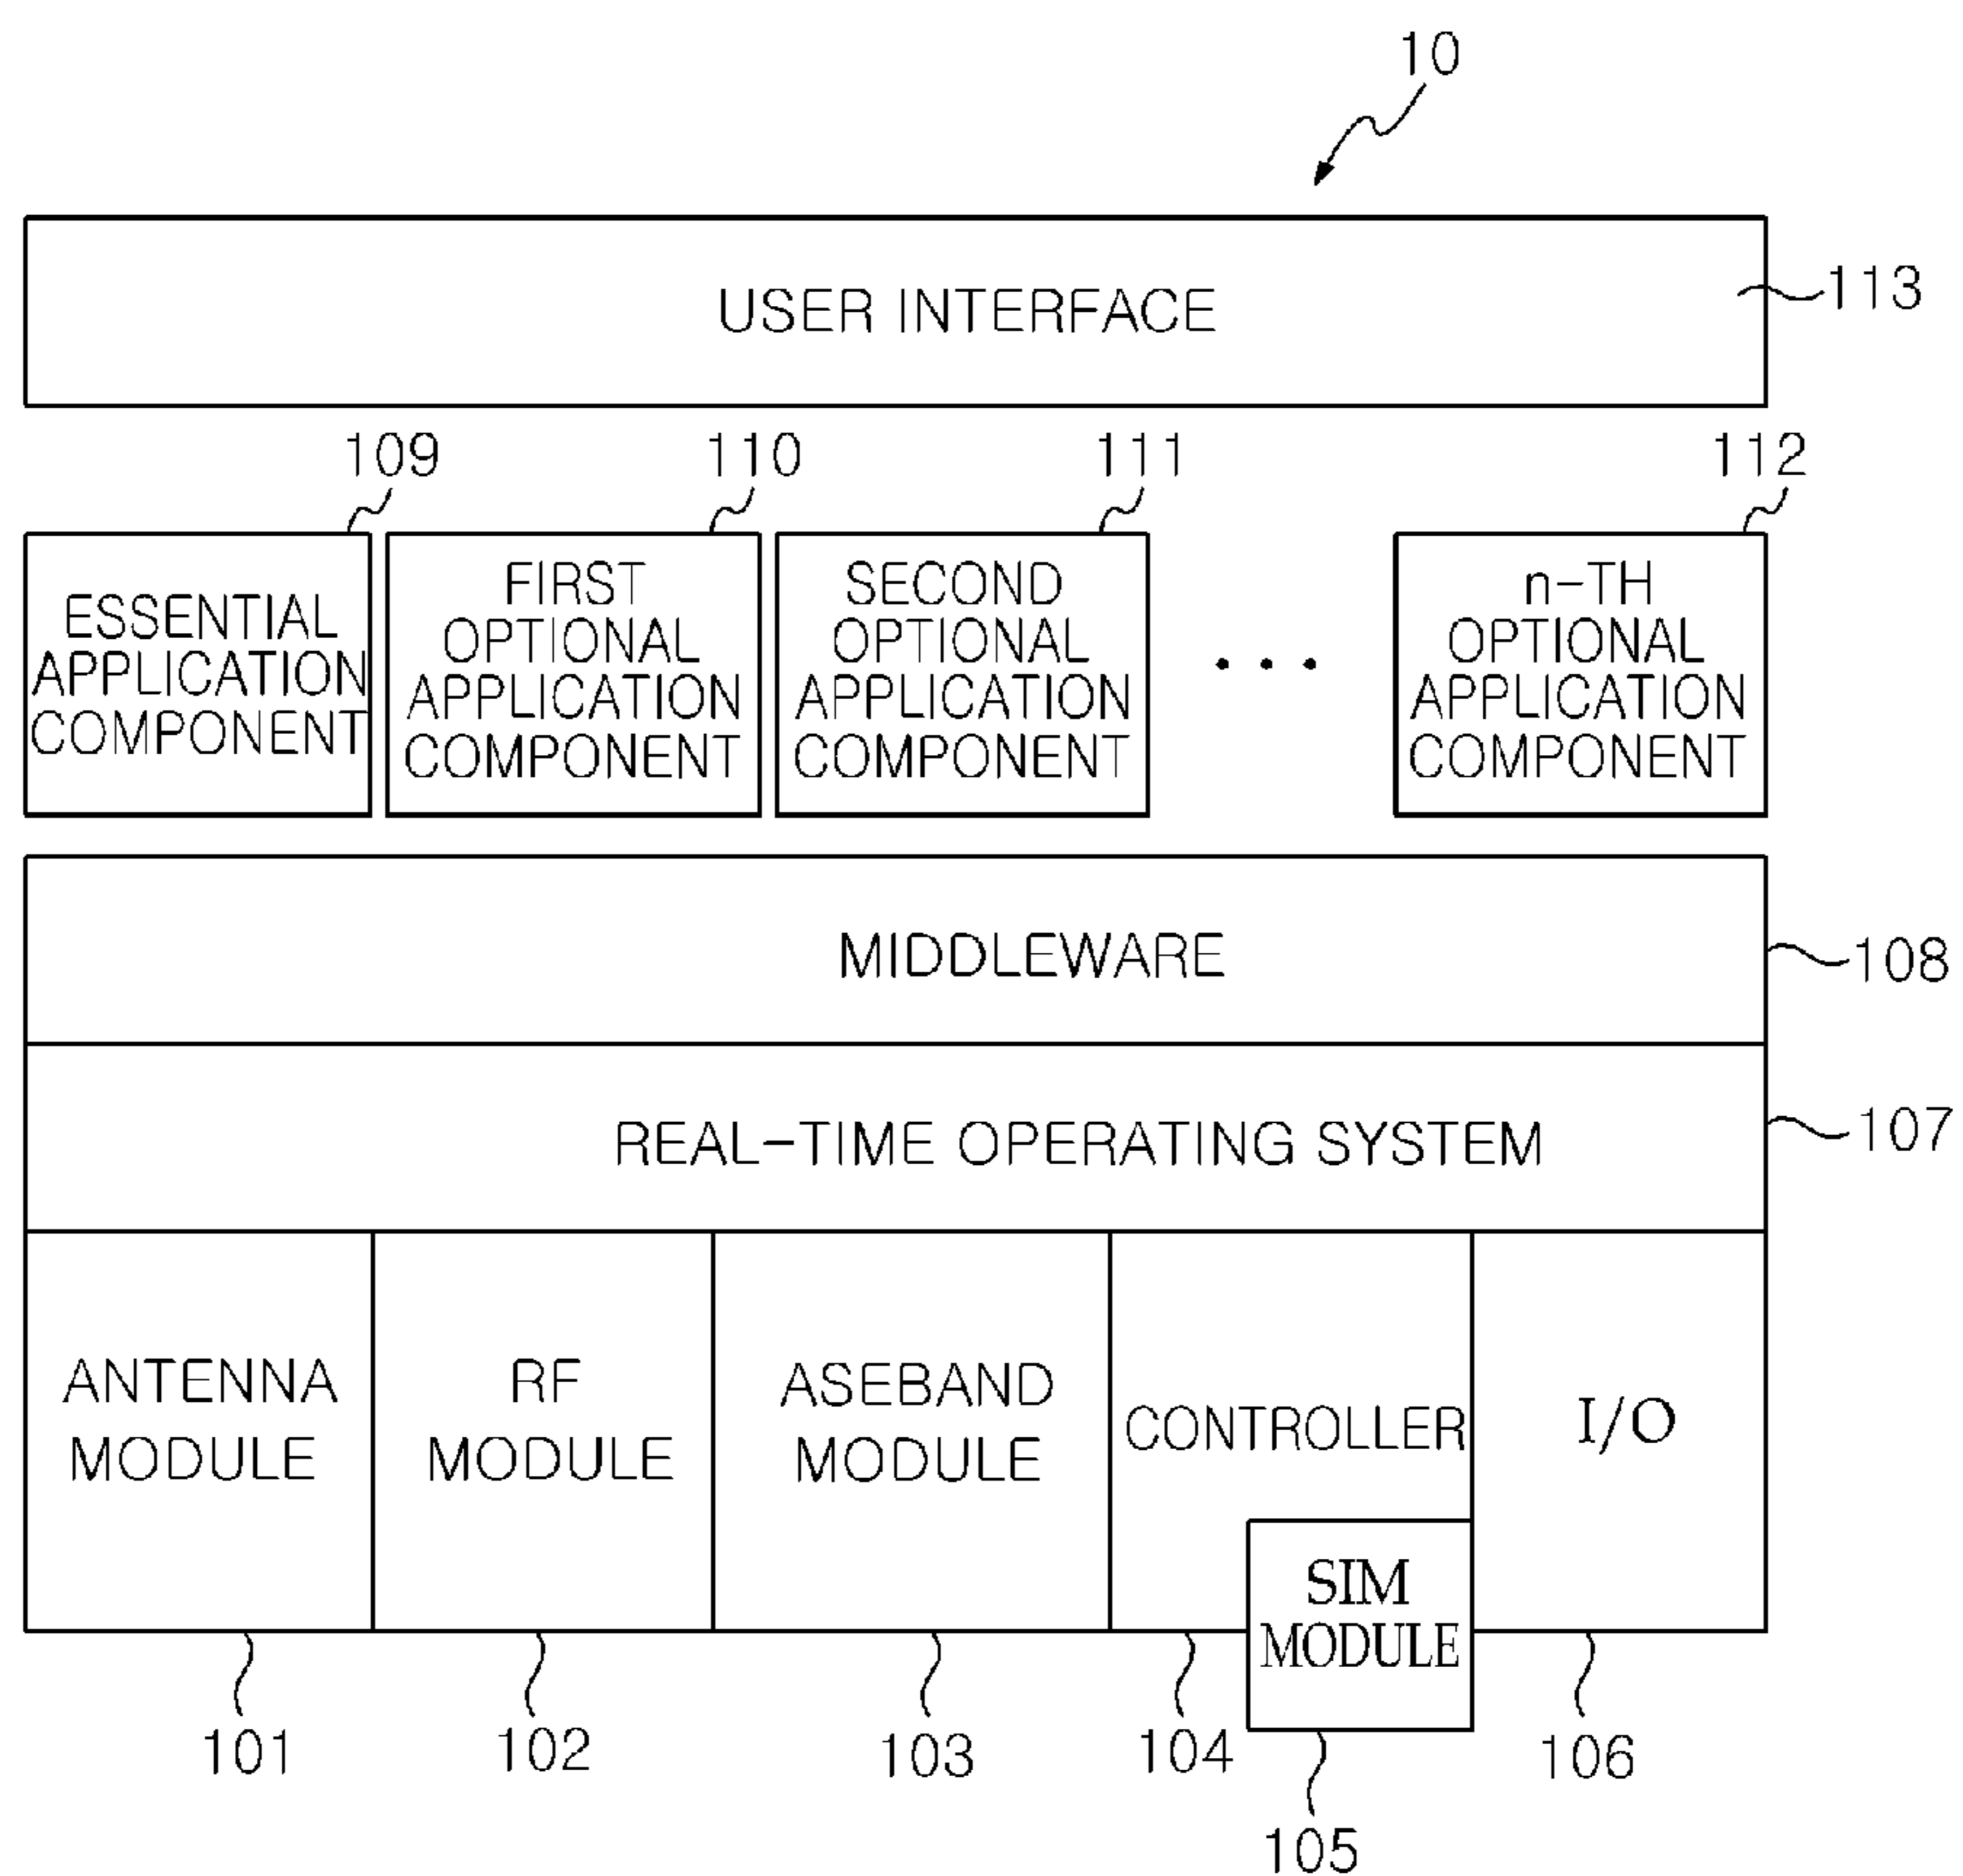 10
USER INTERFACE
113
109
110
111
112
ESSENTIAL
APPLICATION
COMPONENT
FIRST
OPTIONAL
APPLICATION
COMPONENT
SECOND
OPTIONAL
APPLICATION
COMPONENT
n-TH
OPTIONAL
APPLICATION
COMPONENT
MIDDLEWARE
108
REAL-TIME OPERATING SYSTEM
107
ANTENNA
MODULE
RF
MODULE
ASEBAND
MODULE
CONTROLLER
I/O
SIM
MODULE
101
102
103
104
106
105